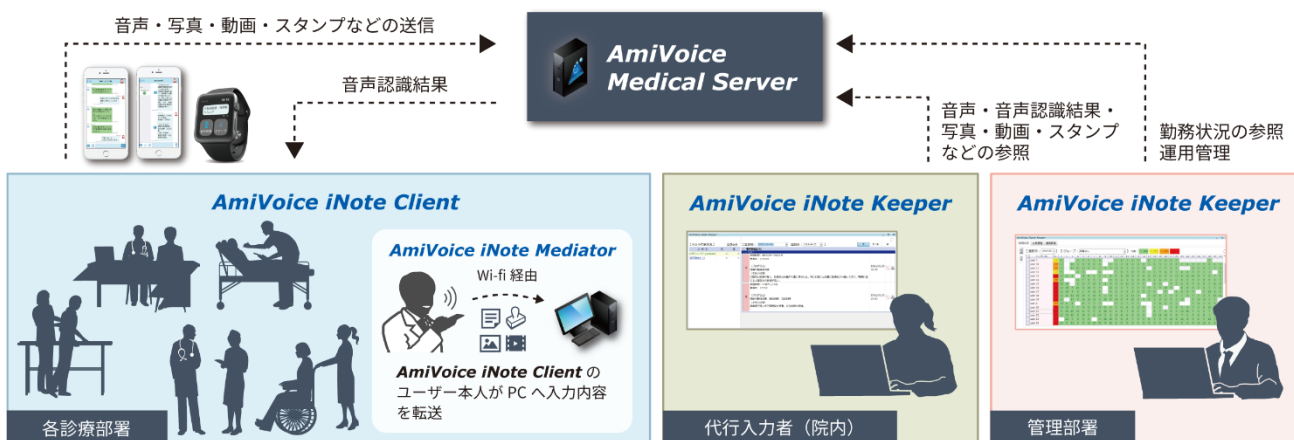 音声・写真・動画・スタンプなどの送信
音声認識結果
AmiVoice
Medical Server
音声・音声認識結果・
写真・動画・スタンプ
などの参照
勤務状況の参照
運用管理
AmiVoice iNote Client
AmiVoice iNote Mediator
Wi-fi 経由
AmiVoice iNote Client の
ユーザー本人が PC へ入力内容
を転送
各診療部署
AmiVoice iNote Keeper
代行入力者（院内）
AmiVoice iNote Keeper
管理部署